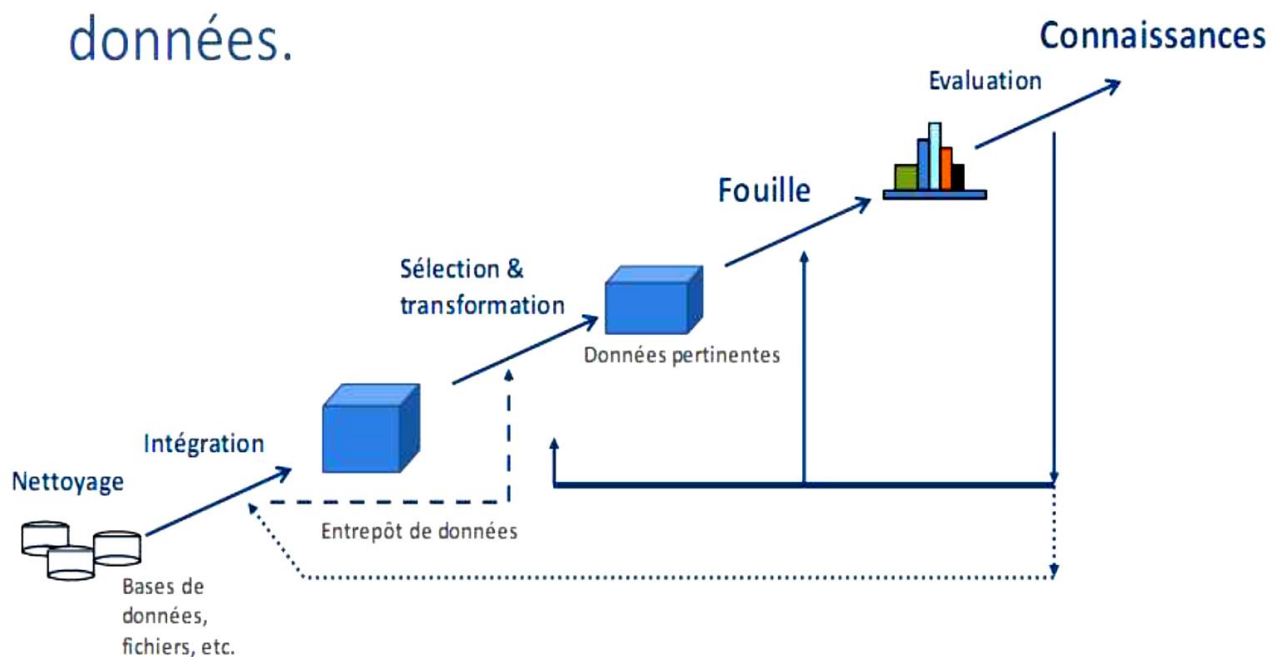 données.
Connaissances
Evaluation
Fouille
Sélection &
transformation
Données pertinentes
Intégration
Nettoyage
Entrepôt de données
Bases de
données,
fichiers, etc.